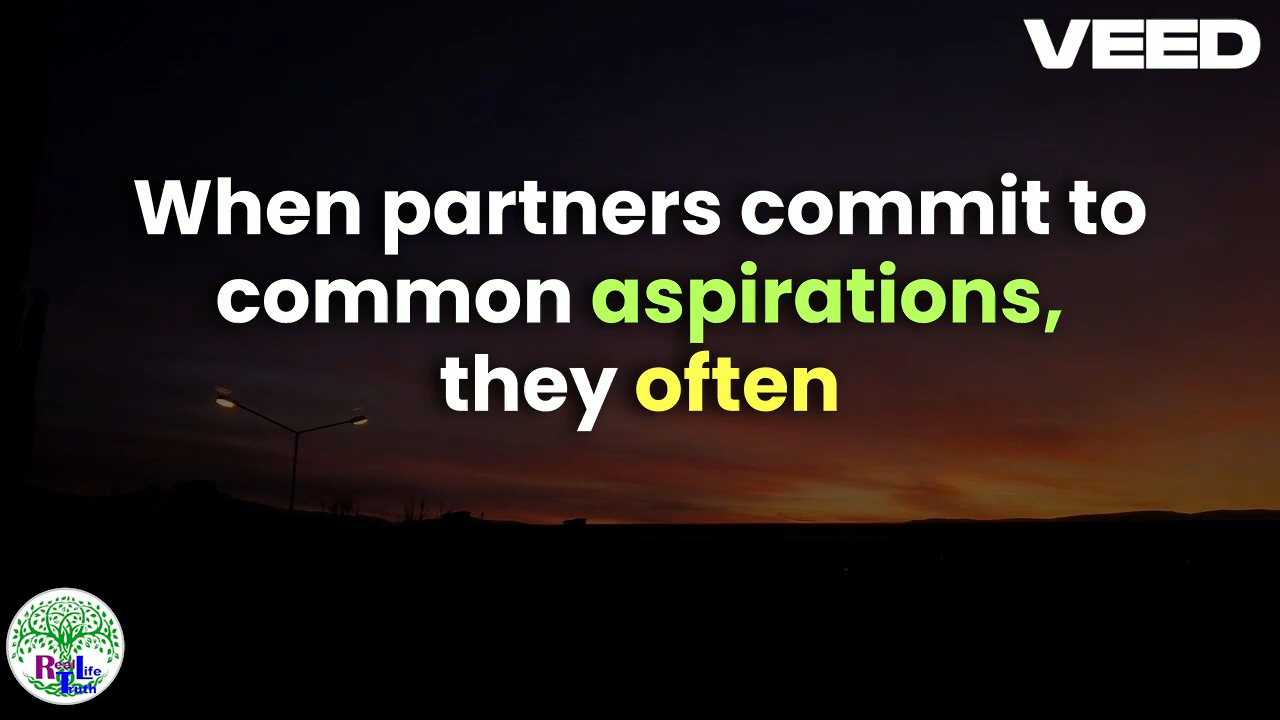 VEED
When partners commit to
common aspirations,
they often
Real Life
Truth